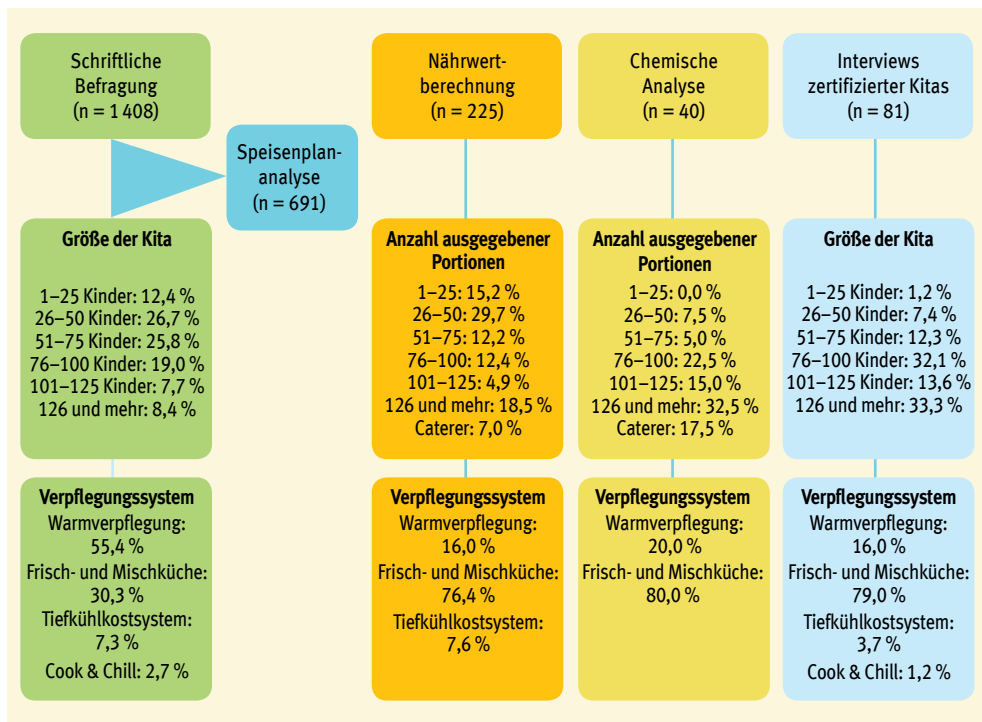 Schriftliche
Befragung
(n = 1 408)
Speisenplan-
analyse
(n = 691)
Nährwert-
berechnung
(n = 225)
Chemische
Analyse
(n = 40)
Interviews
zertifizierter Kitas
(n = 81)
Größe der Kita
1–25 Kinder: 12,4 %
26–50 Kinder: 26,7 %
51–75 Kinder: 25,8 %
76–100 Kinder: 19,0 %
101–125 Kinder: 7,7 %
126 und mehr: 8,4 %
Anzahl ausgegebener
Portionen
1–25: 15,2 %
26–50: 29,7 %
51–75: 12,2 %
76–100: 12,4 %
101–125: 4,9 %
126 und mehr: 18,5 %
Caterer: 7,0 %
Anzahl ausgegebener
Portionen
1–25: 0,0 %
26–50: 7,5 %
51–75: 5,0 %
76–100: 22,5 %
101–125: 15,0 %
126 und mehr: 32,5 %
Caterer: 17,5 %
Größe der Kita
1–25 Kinder: 1,2 %
26–50 Kinder: 7,4 %
51–75 Kinder: 12,3 %
76–100 Kinder: 32,1 %
101–125 Kinder: 13,6 %
126 und mehr: 33,3 %
Verpflegungssystem
Warmverpflegung:
55,4 %
Frisch- und Mischküche:
30,3 %
Tiefkühlkostsystem:
7,3 %
Cook & Chill: 2,7 %
Verpflegungssystem
Warmverpflegung:
16,0 %
Frisch- und Mischküche:
76,4 %
Tiefkühlkostsystem:
7,6 %
Verpflegungssystem
Warmverpflegung:
20,0 %
Frisch- und Mischküche:
80,0 %
Verpflegungssystem
Warmverpflegung:
16,0 %
Frisch- und Mischküche:
79,0 %
Tiefkühlkostsystem:
3,7 %
Cook & Chill: 1,2 %